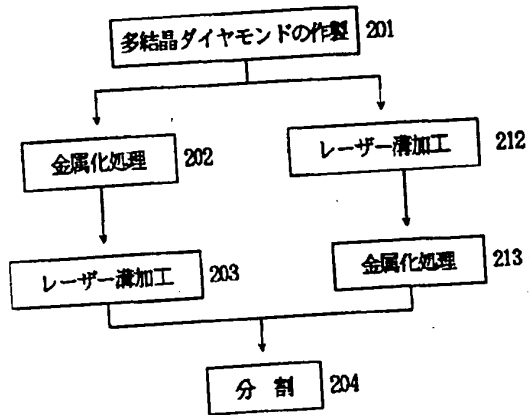 多結晶ダイヤモンドの作製 201
金属化処理 202
レーザー溝加工 212
レーザー溝加工 203
金属化処理 213
分 割 204